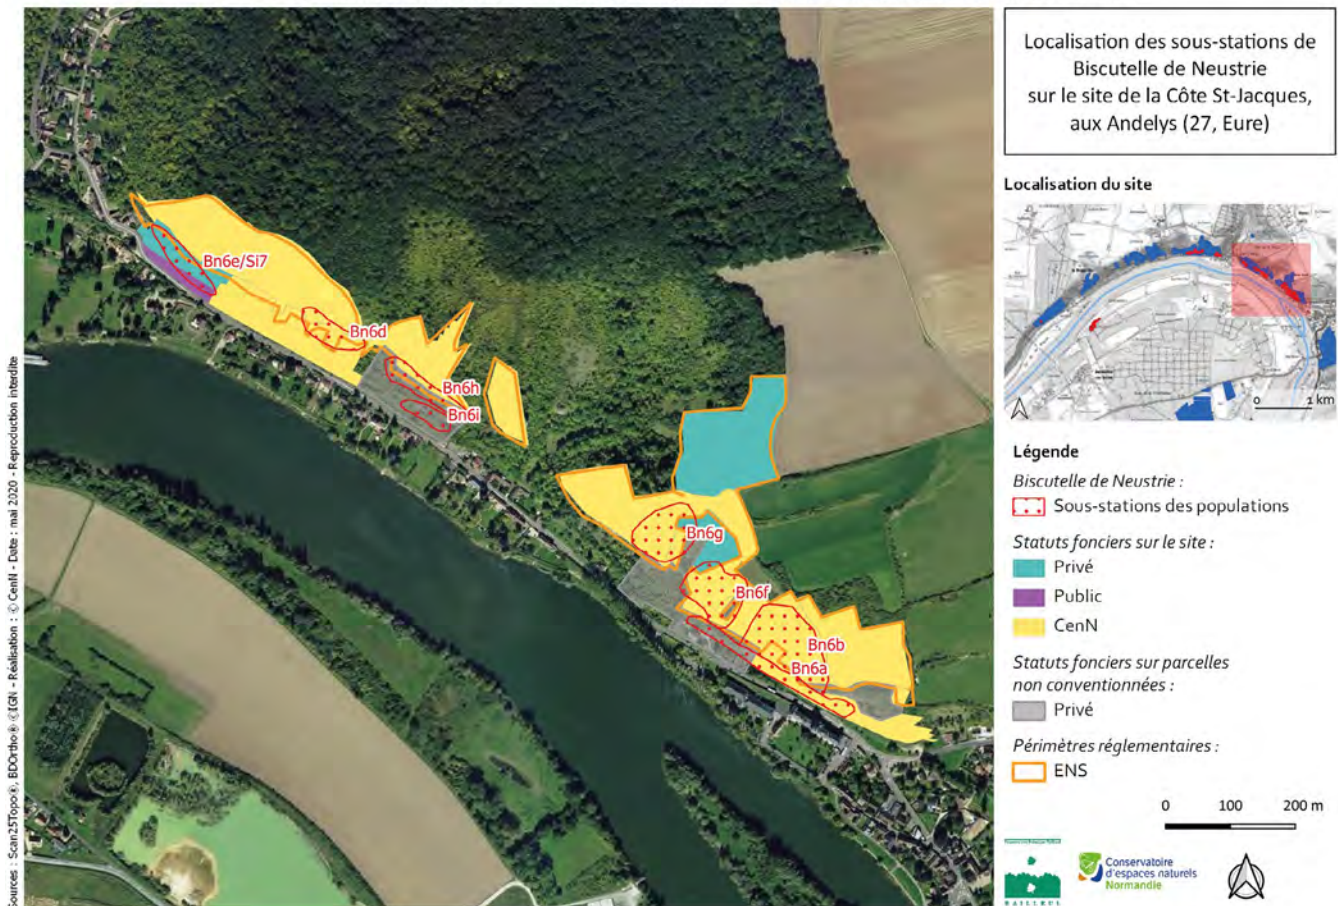 Localisation des sous-stations de
Biscutelle de Neustrie
sur le site de la Côte St-Jacques,
aux Andelys (27, Eure)
Localisation du site
0 1 km
Légende
Biscutelle de Neustrie :
Sous-stations des populations
Statuts fonciers sur le site :
Privé
Public
CenN
Statuts fonciers sur parcelles
non conventionnées :
Privé
Périmètres réglementaires :
ENS
0 100 200 m
BAILLEUL
Conservatoire
d'espaces naturels
Normandie
Bn6e/Si7
Bn6d
Bn6h
Bn6i
Bn6g
Bn6f
Bn6b
Bn6a
Sources : Scan25Topo®, BDOrtho® ©IGN - Réalisation : © CenN - Date : mai 2020 - Reproduction interdite